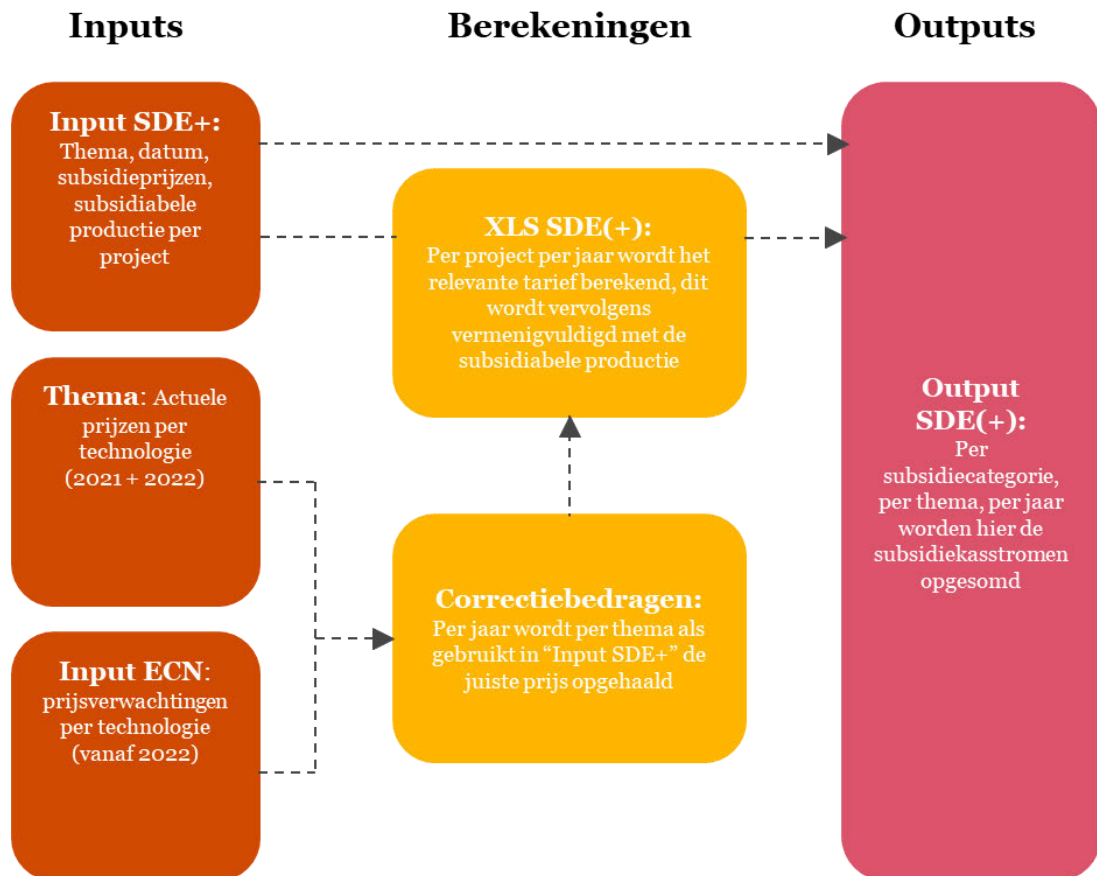 Inputs
Berekeningen
Outputs
Input SDE+:
Thema, datum,
subsidieprijzen,
subsidiabele
productie per
project
Thema: Actuele
prijzen per
technologie
(2021 + 2022)
Input ECN:
prijsverwachtingen
per technologie
(vanaf 2022)
XLS SDE(+):
Per project per jaar wordt het
relevante tarief berekend, dit
wordt vervolgens
vermenigvuldigd met de
subsidiabele productie
Correctiebedragen:
Per jaar wordt per thema als
gebruikt in “Input SDE+” de
juiste prijs opgehaald
Output
SDE(+):
Per
subsidiecategorie,
per thema, per jaar
worden hier de
subsidiekasstromen
opgesomd